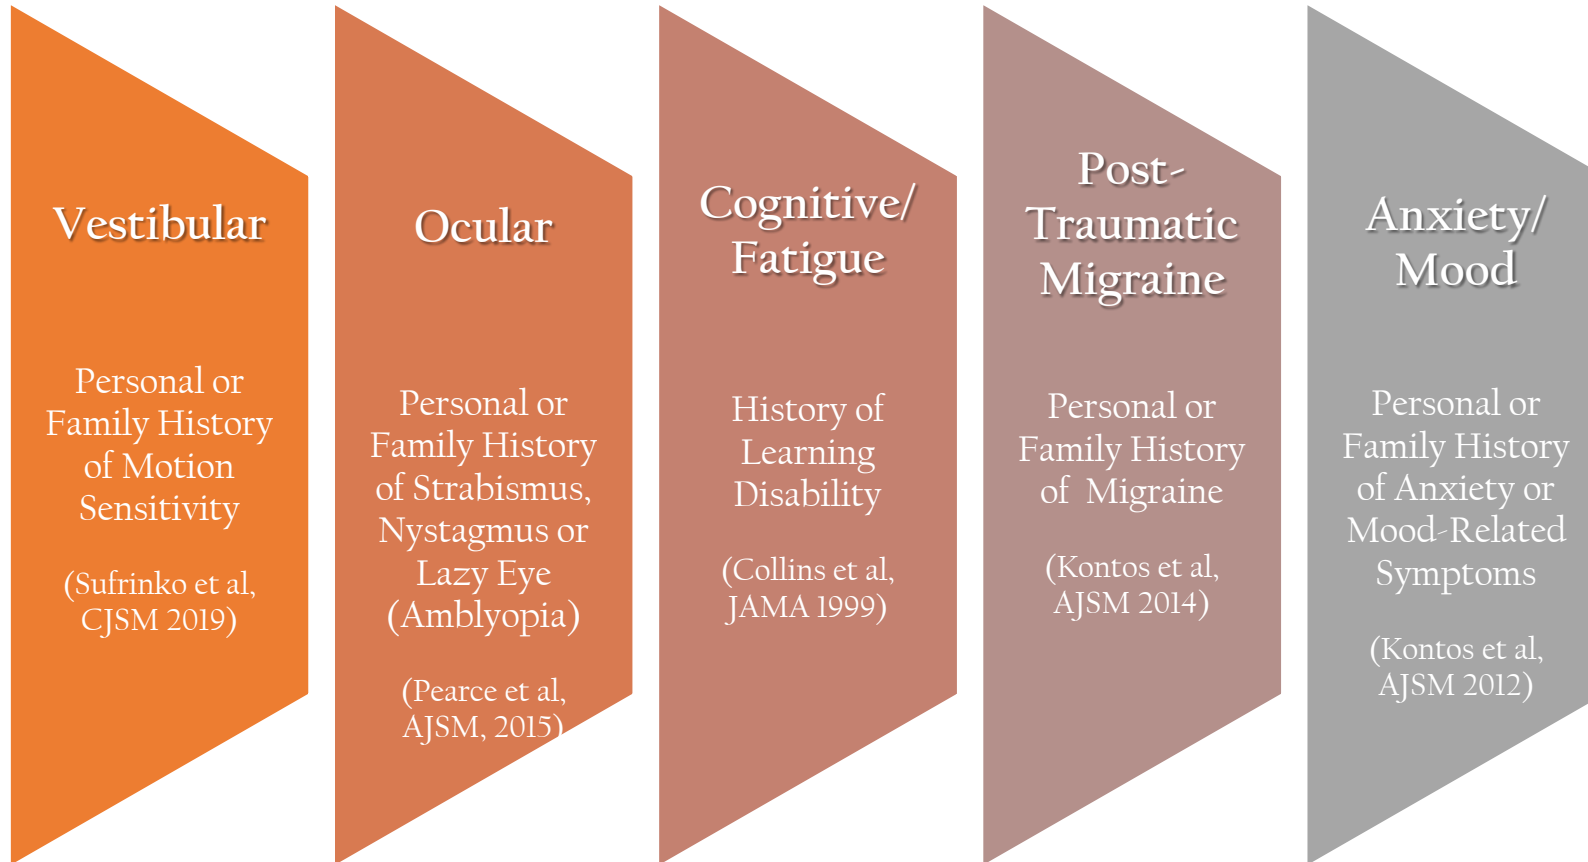 Vestibular
Personal or
Family History
of Motion
Sensitivity
(Sufrinko et al,
CJSM 2019)
Ocular
Personal or
Family History
of Strabismus,
Nystagmus or
Lazy Eye
(Amblyopia)
(Pearce et al,
AJSM, 2015)
Cognitive/
Fatigue
History of
Learning
Disability
(Collins et al,
JAMA 1999)
Post-
Traumatic
Migraine
Personal or
Family History
of Migraine
(Kontos et al,
AJSM 2014)
Anxiety/
Mood
Personal or
Family History
of Anxiety or
Mood-Related
Symptoms
(Kontos et al,
AJSM 2012)